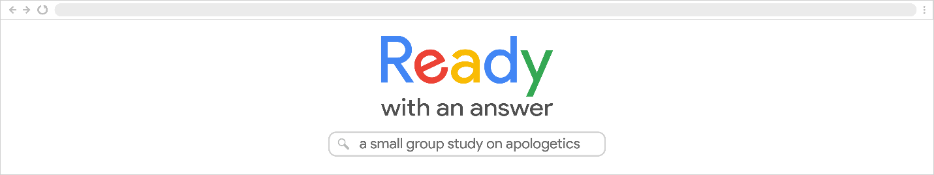 Ready
with an answer
a small group study on apologetics